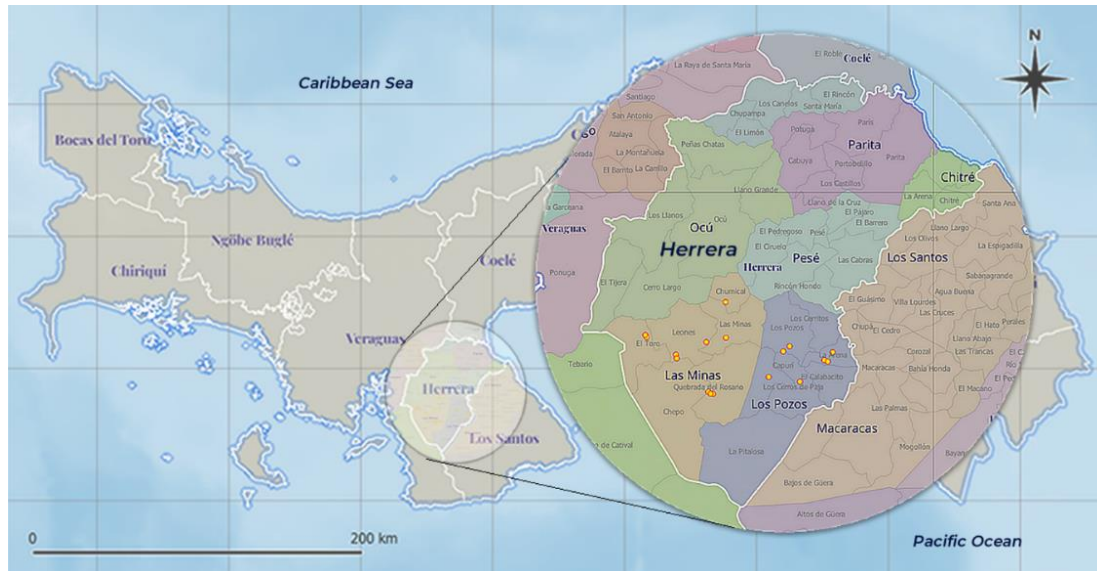 Caribbean Sea
N
Bocas del Toro
Ngöbe Buglé
Chiriquí
Coclé
Veraguas
Herrera
Los Santos
0
200 km
Pacific Ocean
El Roble
Coclé
La Raya de Santa María
El Rincón
Santiago
Los Canelos
Santa María
Chupampa
San Antonio
Atalaya
El Limón
Potuga
París
Peñas Chatas
Parita
La Montañuela
Cabuya
Portobelillo
Parita
El Barrito
La Carrillo
Chitré
Los Castillos
Llano Grande
La Arena
Chitré
Santa Ana
Llano de la Cruz
El Pájaro
Los Llanos
Ocú
Ocú
El Pedregoso
Pesé
El Barrero
Llano Largo
Los Olivos
Veraguas
Herrera
El Ciruelo
Pesé
Los Santos
La Espigadilla
Las Cabras
Ponuga
Herrera
Sabanagrande
El Tijera
Cerro Largo
Rincón Hondo
Agua Buena
Chumical
El Guásimo
Villa Lourdes
Las Cruces
Los Cerritos
El Hato
Perales
Leones
Las Minas
Los Pozos
Chupá
El Cedro
Llano Abajo
El Toro
Corozal
Las Trancas
Tebario
Capurí
Macaracas
Bahía Honda
Las Minas
El Calabacito
Quebrada del Rosario
Los Cerros de Paja
El Macano
Chepo
Los Pozos
Las Palmas
Macaracas
La Pitaloza
Mogollón
Bayan
Bajos de Güera
Altos de Güera